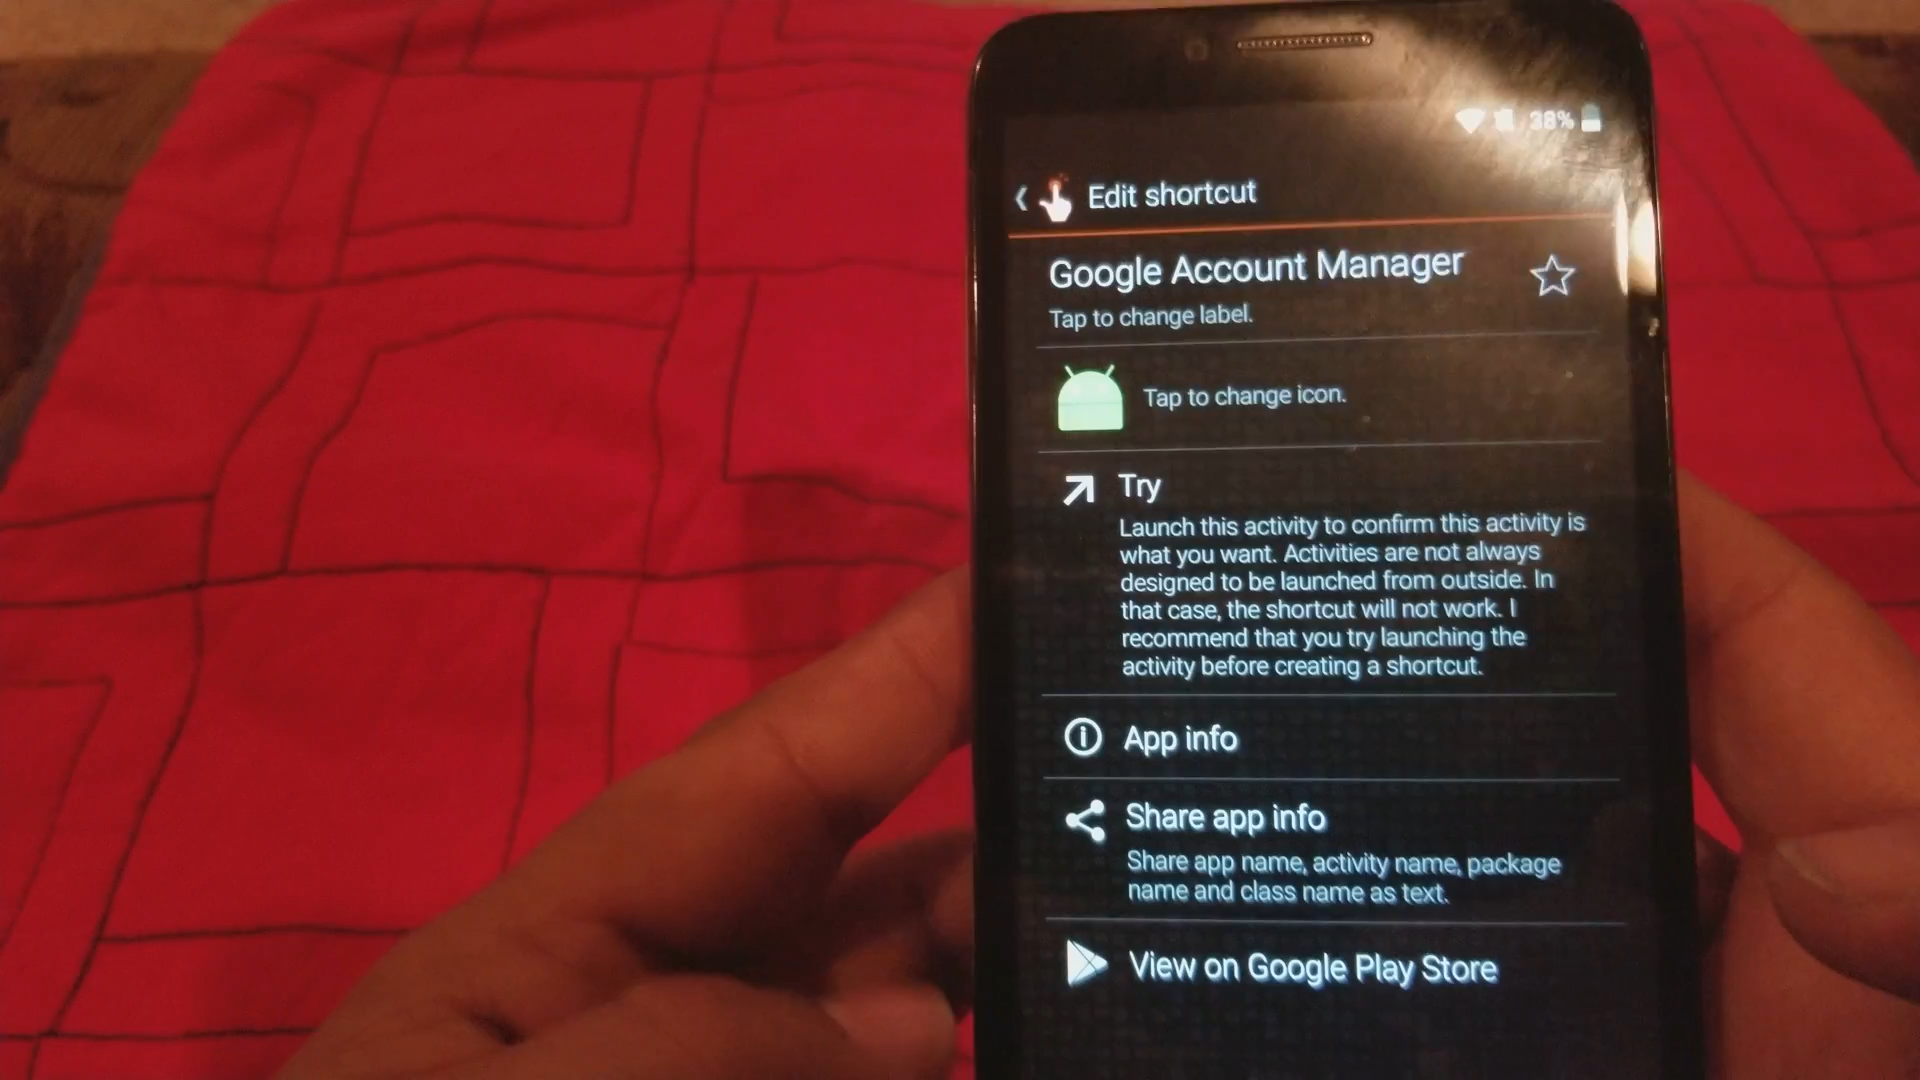 38%
Edit shortcut
Google Account Manager
Tap to change label.
Tap to change icon.
Try
Launch this activity to confirm this activity is
what you want. Activities are not always
designed to be launched from outside. In
that case, the shortcut will not work. I
recommend that you try launching the
activity before creating a shortcut.
App info
Share app info
Share app name, activity name, package
name and class name as text.
View on Google Play Store